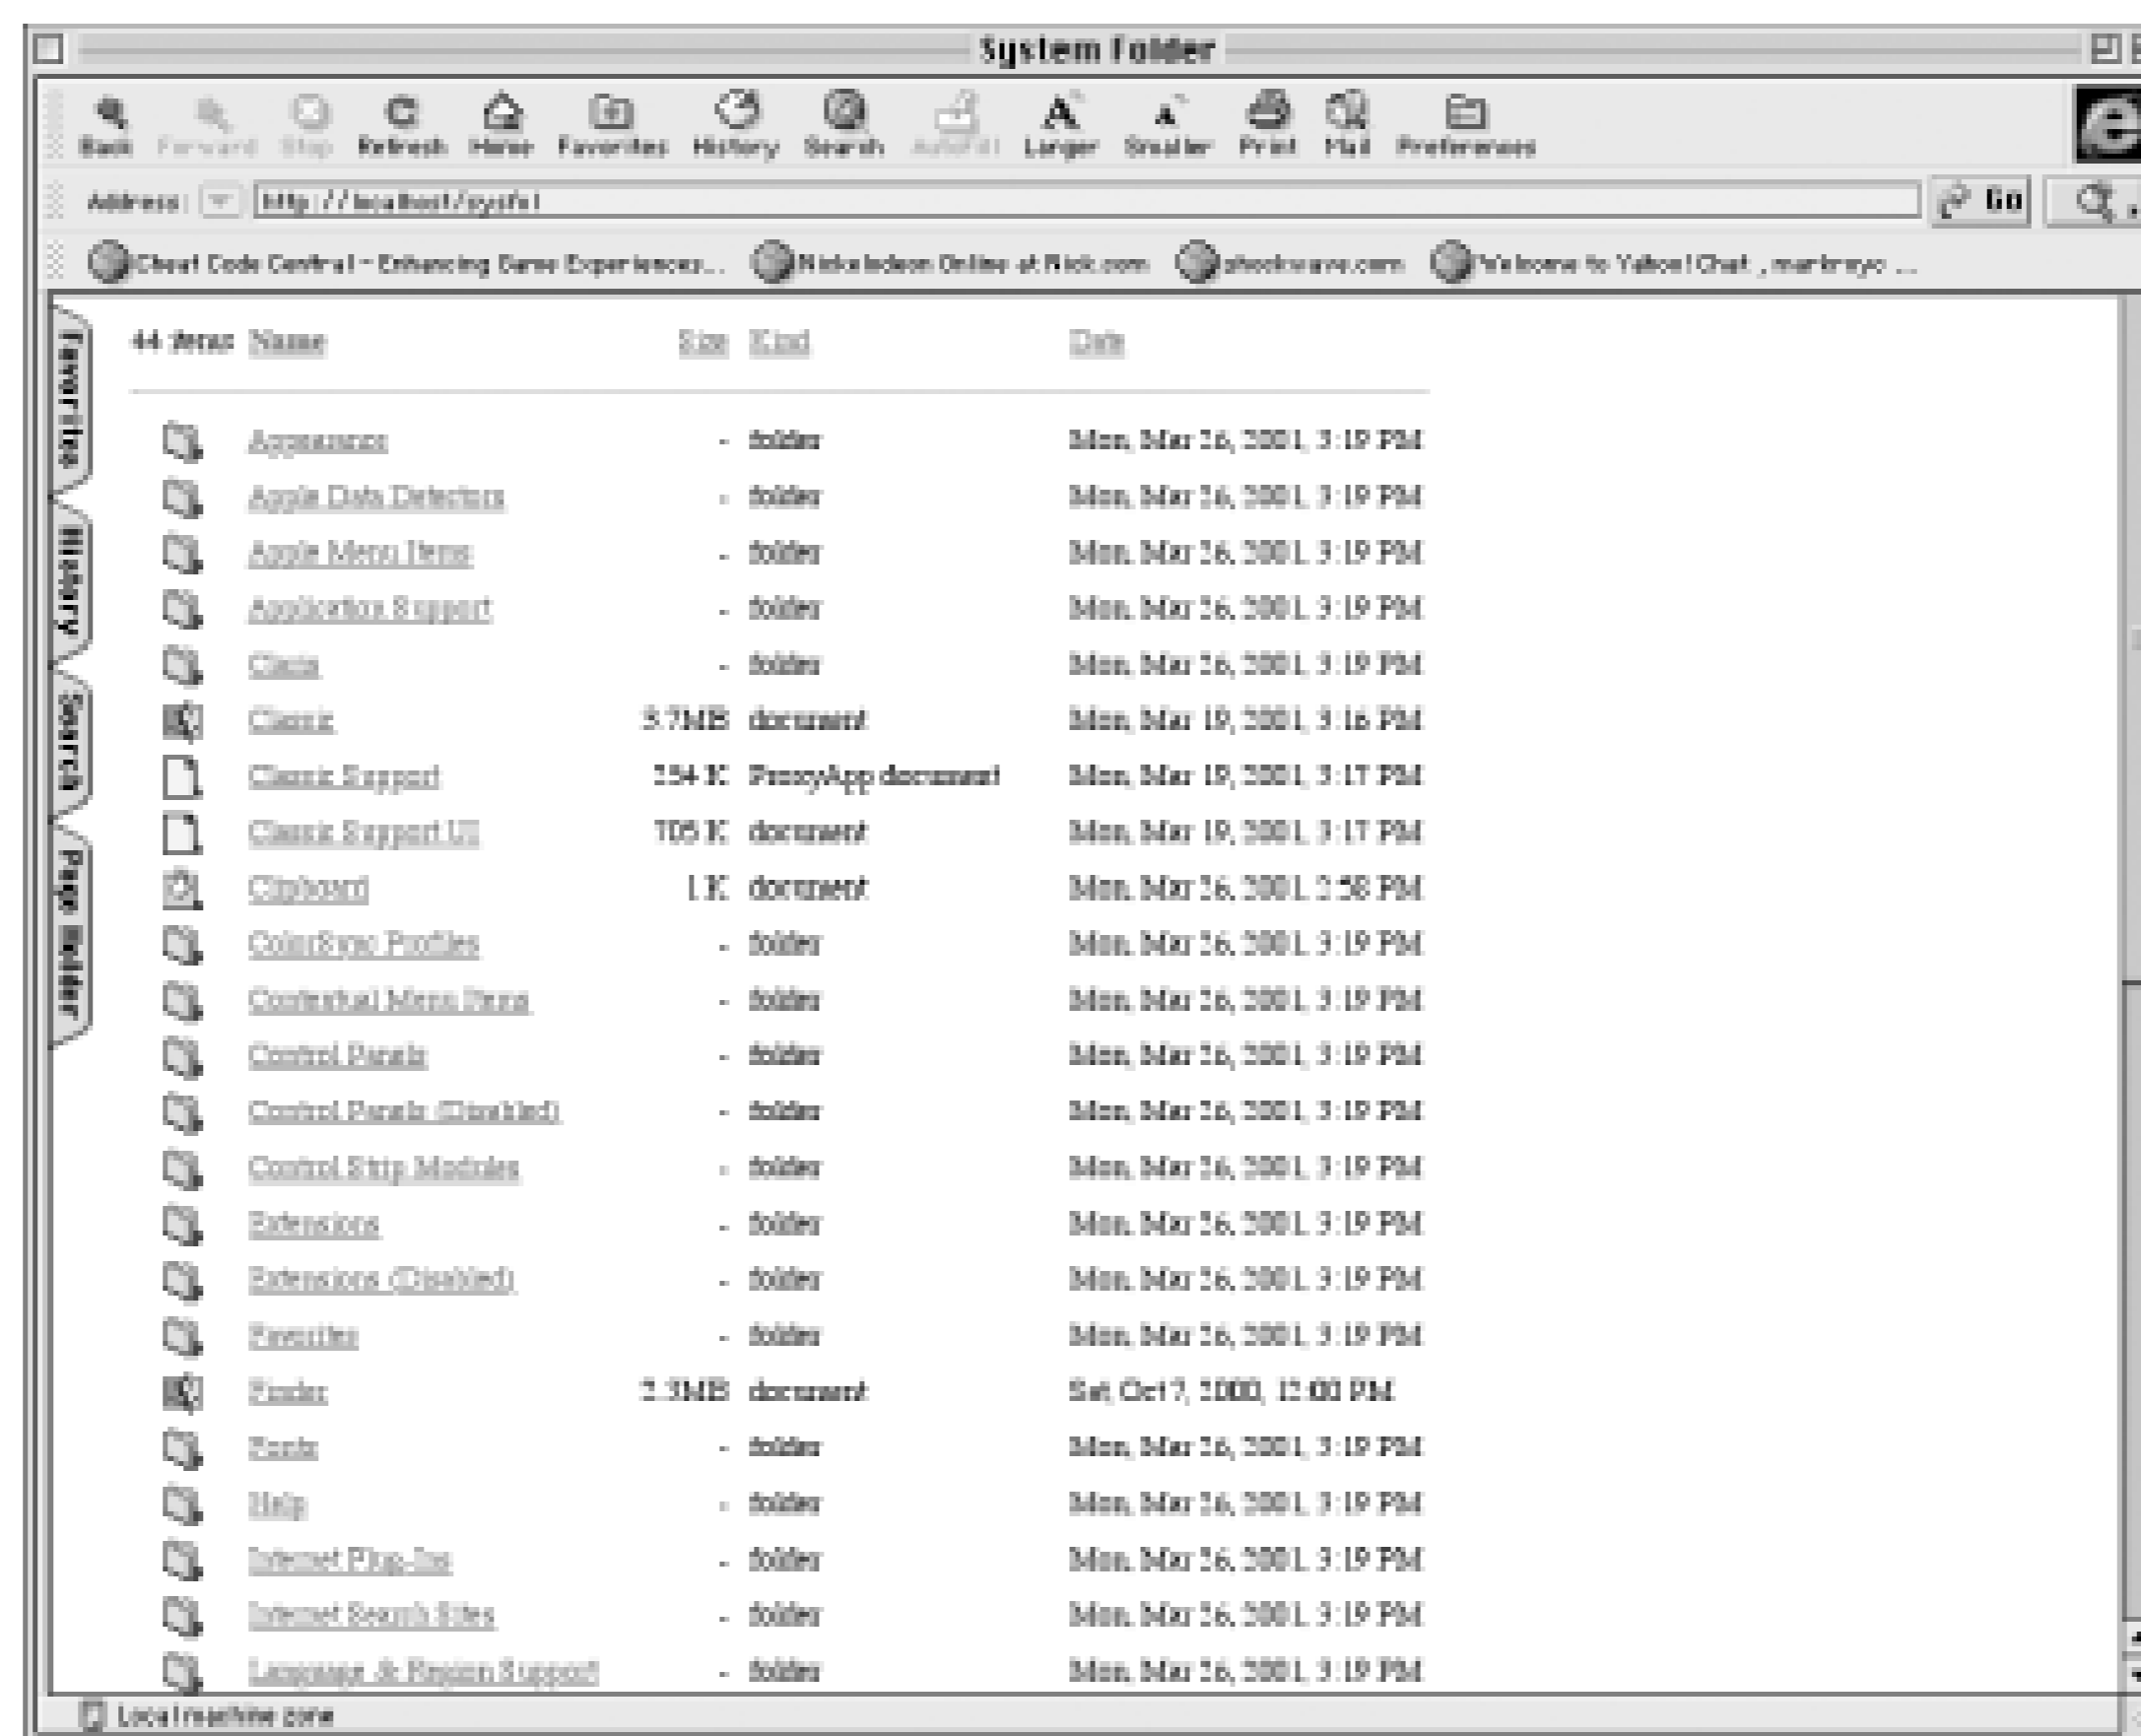 System Folder
Back Forward Stop Refresh Home Favorites History Search AutoFill Larger Smaller Print Mail Preferences
Address: http://localhost/sysfol Go
Cheat Code Central - Enhancing Game Experiences... Nickelodeon Online at Nick.com shockwave.com Welcome to Yahoo! Chat, ...
Favorites
History
Search
Page Holder
44 items Name Size Kind Date
Appearance - folder Mon, Mar 26, 2001, 3:19 PM
Apple Data Detectors - folder Mon, Mar 26, 2001, 3:19 PM
Apple Menu Items - folder Mon, Mar 26, 2001, 3:19 PM
Application Support - folder Mon, Mar 26, 2001, 3:19 PM
Claris - folder Mon, Mar 26, 2001, 3:19 PM
Classic document Mon, Mar 19, 2001, 3:16 PM
Classic Support ProxyApp document Mon, Mar 19, 2001, 3:17 PM
Classic Support UI 705 K document Mon, Mar 19, 2001, 3:17 PM
Clipboard 1 K document Mon, Mar 26, 2001, 2:58 PM
ColorSync Profiles - folder Mon, Mar 26, 2001, 3:19 PM
Contextual Menu Items - folder Mon, Mar 26, 2001, 3:19 PM
Control Panels - folder Mon, Mar 26, 2001, 3:19 PM
Control Panels (Disabled) - folder Mon, Mar 26, 2001, 3:19 PM
Control Strip Modules - folder Mon, Mar 26, 2001, 3:19 PM
Extensions - folder Mon, Mar 26, 2001, 3:19 PM
Extensions (Disabled) - folder Mon, Mar 26, 2001, 3:19 PM
Favorites - folder Mon, Mar 26, 2001, 3:19 PM
Finder 2.3MB document Sat, Oct 7, 2000, 12:00 PM
Fonts - folder Mon, Mar 26, 2001, 3:19 PM
Help - folder Mon, Mar 26, 2001, 3:19 PM
Internet Plug-Ins - folder Mon, Mar 26, 2001, 3:19 PM
Internet Search Sites - folder Mon, Mar 26, 2001, 3:19 PM
Language & Region Support - folder Mon, Mar 26, 2001, 3:19 PM
Local machine zone